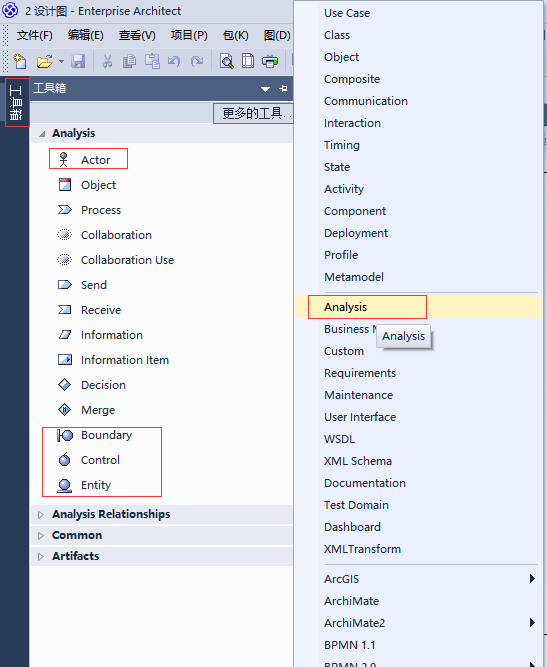 2 设计图 - Enterprise Architect
文件(F) 编辑(E) 查看(V) 项目(P) 包(K) 图(D)
工具箱
工具箱
更多的工具...
Analysis
Actor
Object
Process
Collaboration
Collaboration Use
Send
Receive
Information
Information Item
Decision
Merge
Boundary
Control
Entity
Analysis Relationships
Common
Artifacts
Use Case
Class
Object
Composite
Communication
Interaction
Timing
State
Activity
Component
Deployment
Profile
Metamodel
Analysis
Business
Analysis
Custom
Requirements
Maintenance
User Interface
WSDL
XML Schema
Documentation
Test Domain
Dashboard
XMLTransform
ArcGIS
ArchiMate
ArchiMate2
BPMN 1.1
BPMN 2.0